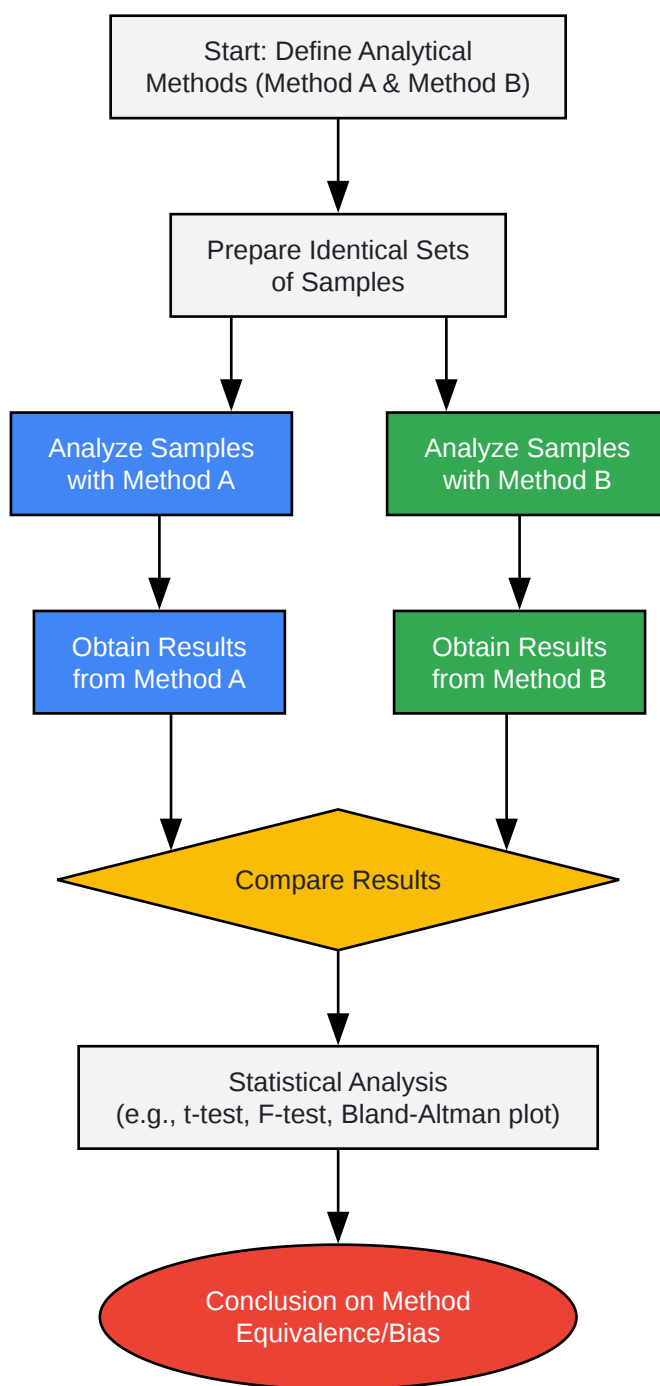 Start: Define Analytical
Methods (Method A & Method B)
Prepare Identical Sets
of Samples
Analyze Samples
with Method A
Analyze Samples
with Method B
Obtain Results
from Method A
Obtain Results
from Method B
Compare Results
Statistical Analysis
(e.g., t-test, F-test, Bland-Altman plot)
Conclusion on Method
Equivalence/Bias